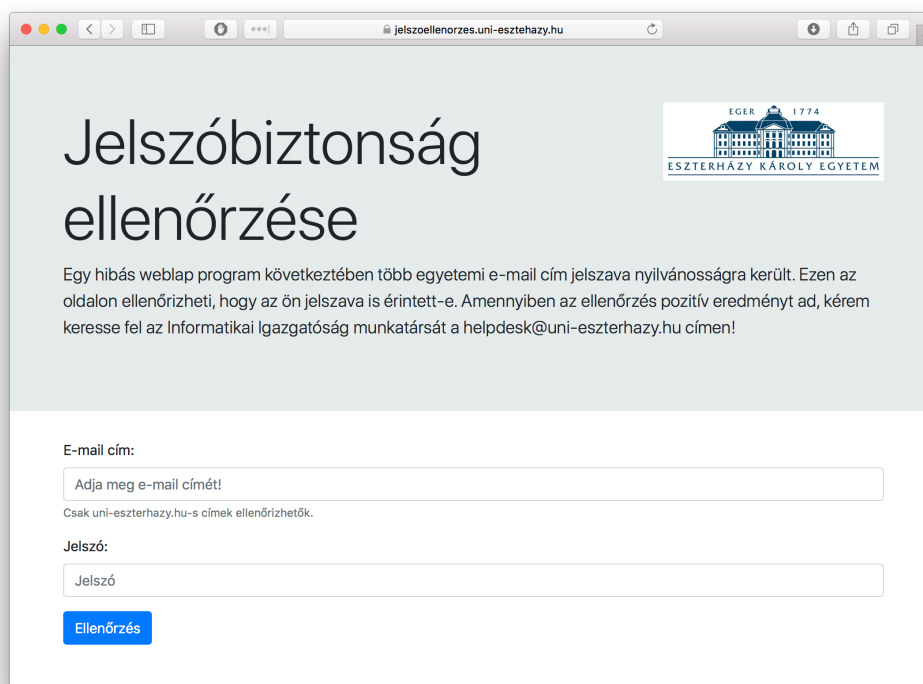 jelszoellenorzes.uni-esztehazy.hu
Jelszóbiztonság
ellenőrzése
EGER 1774
ESZTERHÁZY KÁROLY EGYETEM
Egy hibás weblap program következtében több egyetemi e-mail cím jelszava nyilvánosságra került. Ezen az
oldalon ellenőrizheti, hogy az ön jelszava is érintett-e. Amennyiben az ellenőrzés pozitív eredményt ad, kérem
keresse fel az Informatikai Igazgatóság munkatársát a helpdesk@uni-eszterhazy.hu címen!
E-mail cím:
Adja meg e-mail címét!
Csak uni-eszterhazy.hu-s címek ellenőrizhetők.
Jelszó:
Jelszó
Ellenőrzés